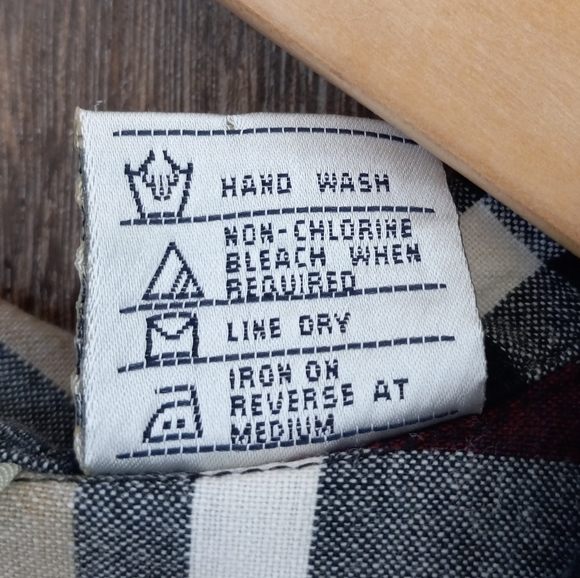 HAND WASH
NON-CHLORINE
BLEACH WHEN
REQUIRED
LINE DRY
IRON ON
REVERSE AT
MEDIUM